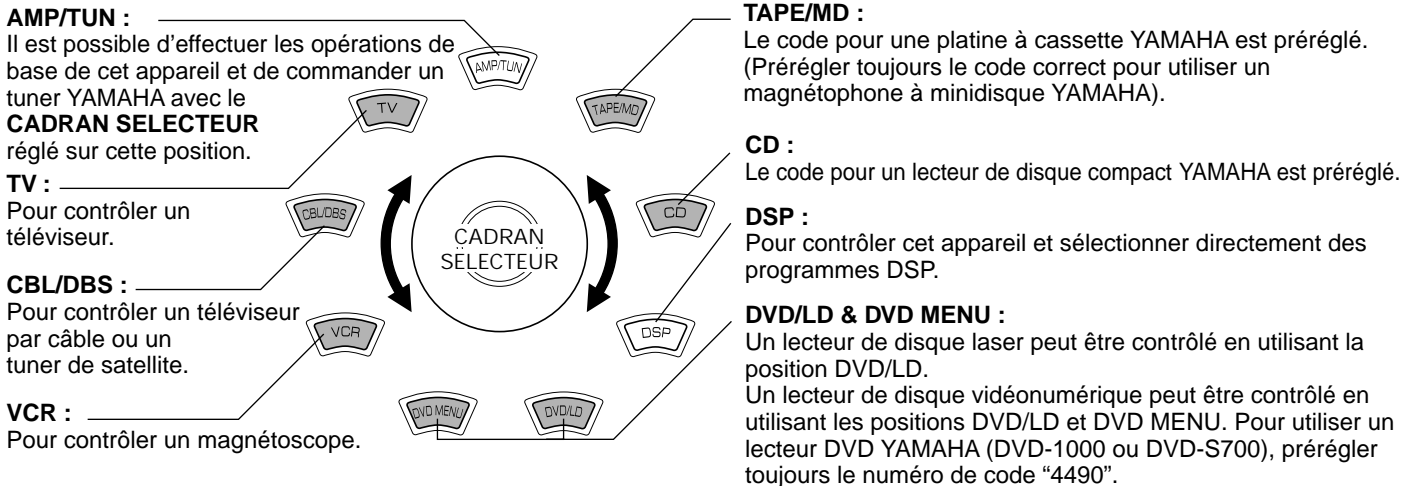 AMP/TUN :
Il est possible d'effectuer les opérations de
base de cet appareil et de commander un
tuner YAMAHA avec le
CADRAN SELECTEUR
réglé sur cette position.
TV :
Pour contrôler un
téléviseur.
CBL/DBS :
Pour contrôler un téléviseur
par câble ou un
tuner de satellite.
VCR :
Pour contrôler un magnétoscope.
AMP/TUN
TV
TAPE/MD
CBL/DBS
CD
CADRAN
SÉLECTEUR
VCR
DSP
DVD MENU
DVD/LD
TAPE/MD :
Le code pour une platine à cassette YAMAHA est préréglé.
(Prérégler toujours le code correct pour utiliser un
magnétophone à minidisque YAMAHA).
CD :
Le code pour un lecteur de disque compact YAMAHA est préréglé.
DSP :
Pour contrôler cet appareil et sélectionner directement des
programmes DSP.
DVD/LD & DVD MENU :
Un lecteur de disque laser peut être contrôlé en utilisant la
position DVD/LD.
Un lecteur de disque vidéonumérique peut être contrôlé en
utilisant les positions DVD/LD et DVD MENU. Pour utiliser un
lecteur DVD YAMAHA (DVD-1000 ou DVD-S700), prérégler
toujours le numéro de code “4490”.